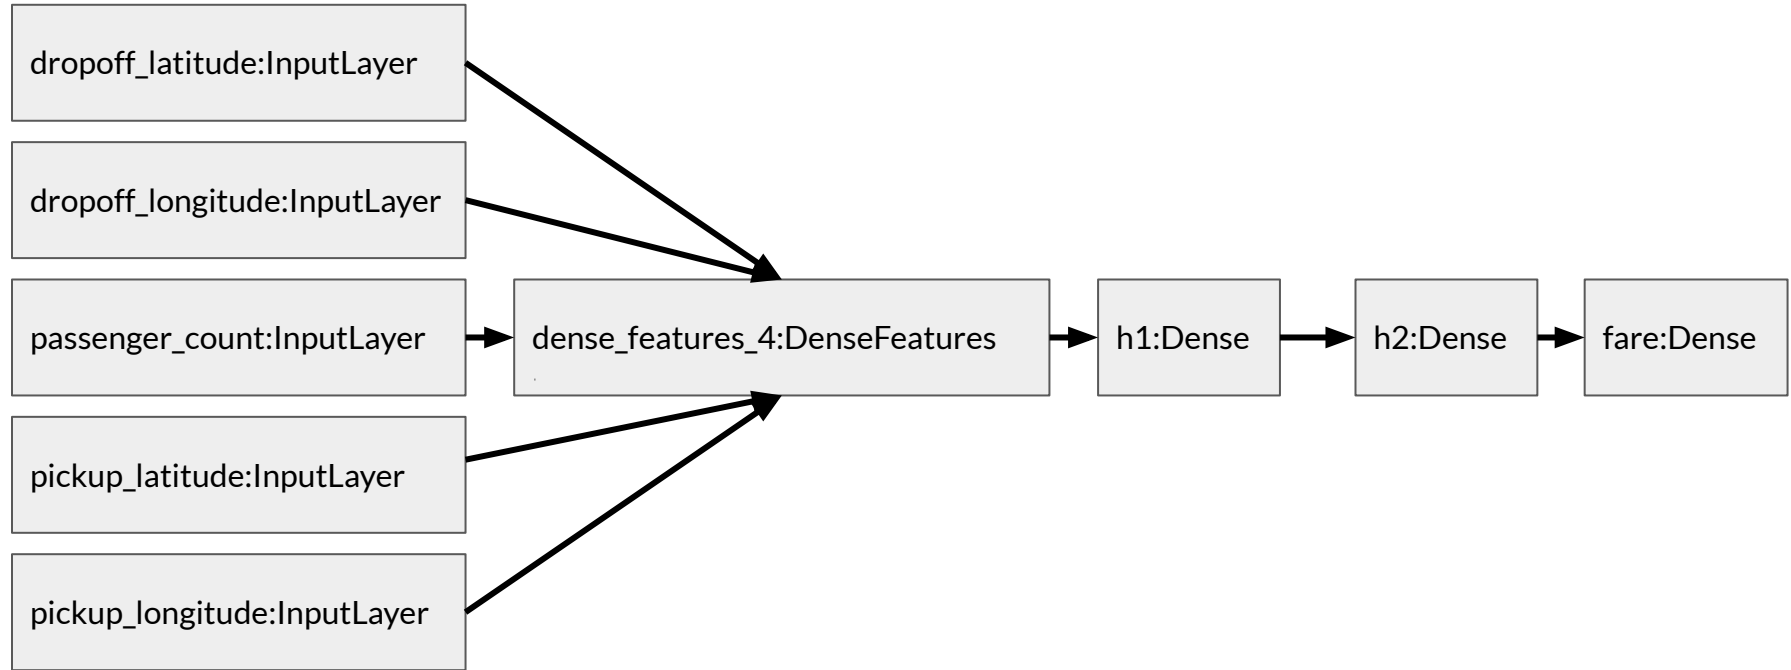 dropoff_latitude:InputLayer
dropoff_longitude:InputLayer
passenger_count:InputLayer
dense_features_4:DenseFeatures
h1:Dense
h2:Dense
fare:Dense
pickup_latitude:InputLayer
pickup_longitude:InputLayer